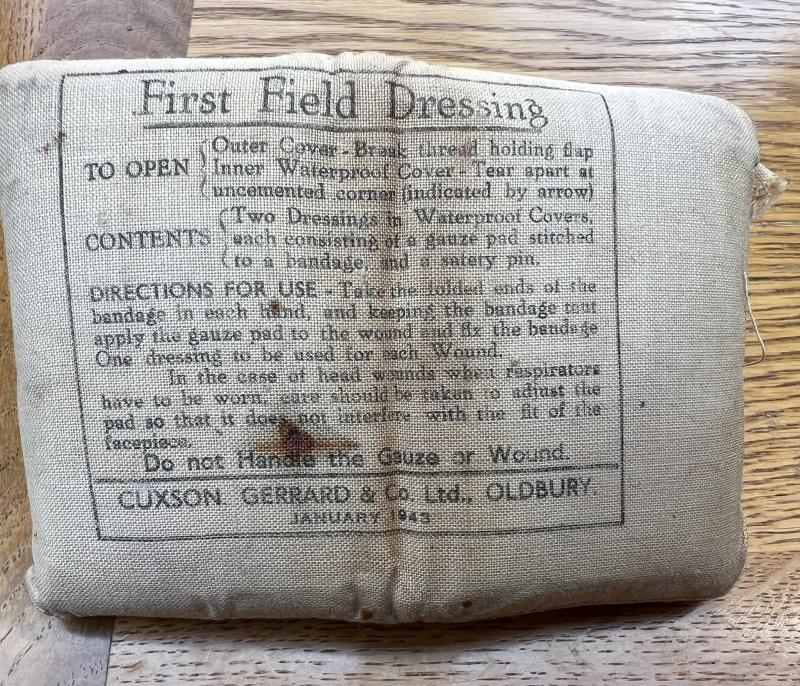 First Field Dressing
TO OPEN { Outer Cover - Break thread holding flap
Inner Waterproof Cover - Tear apart at
uncemented corner (indicated by arrow)
CONTENTS { Two Dressings in Waterproof Covers,
each consisting of a gauze pad stitched
to a bandage, and a safety pin.
DIRECTIONS FOR USE - Take the folded ends of the
bandage in each hand, and keeping the bandage taut
apply the gauze pad to the wound and fix the bandage
One dressing to be used for each Wound.
In the case of head wounds when respirators
have to be worn, care should be taken to adjust the
pad so that it does not interfere with the fit of the
facepiece.
Do not Handle the Gauze or Wound.
CUXSON. GERRARD & Co. Ltd., OLDBURY.
JANUARY 1943